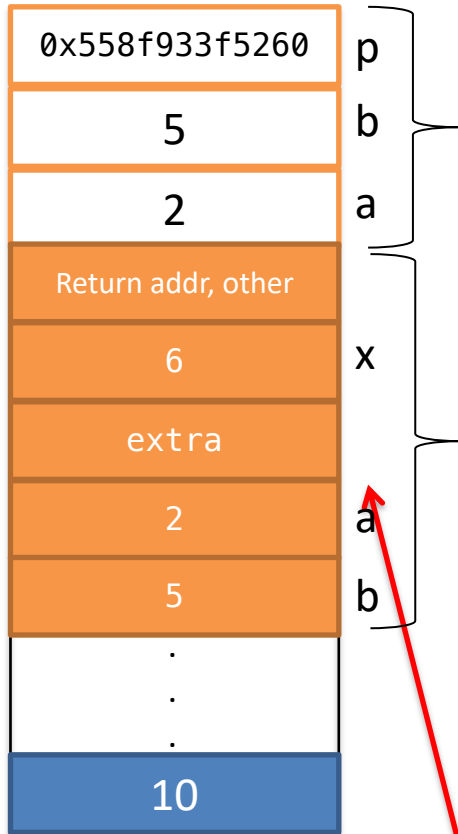 0x558f933f5260 p
5 b
2 a
Return addr, other
6 x
extra
2 a
5 b
.
.
.
10